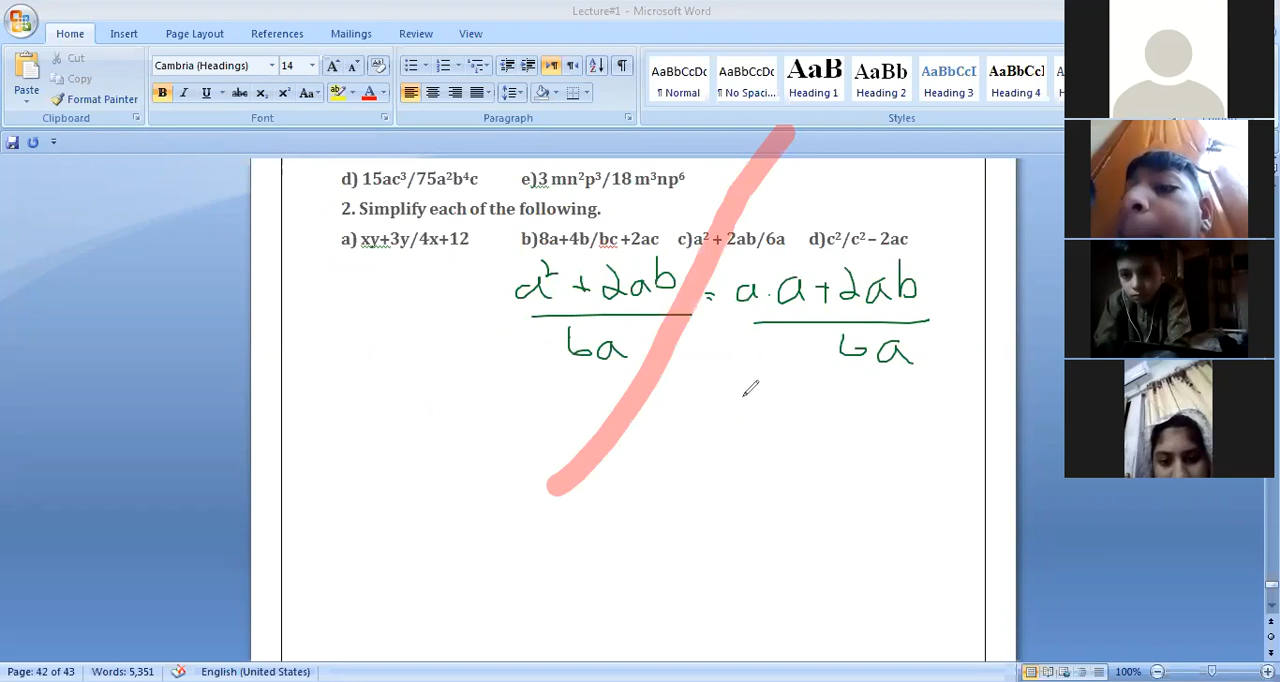 Lecture#1 - Microsoft Word
Home Insert Page Layout References Mailings Review View
Cut
Copy
Paste
Format Painter
Cambria (Headings) 14
B I U abc X₂ X² Aa
AaBbCcDc AaBbCcDc AaB AaBb AaBbCcI AaBbCcI
¶ Normal ¶ No Spaci... Heading 1 Heading 2 Heading 3 Heading 4
Clipboard Font Paragraph Styles
d) 15ac³/75a²b⁴c e)3 mn²p³/18 m³np⁶
2. Simplify each of the following.
a) xy+3y/4x+12 b)8a+4b/bc +2ac c)a² + 2ab/6a d)c²/c² – 2ac
a² + 2ab = a . a + 2ab
6a 6a
Page: 42 of 43 Words: 5,351 English (United States) 100%